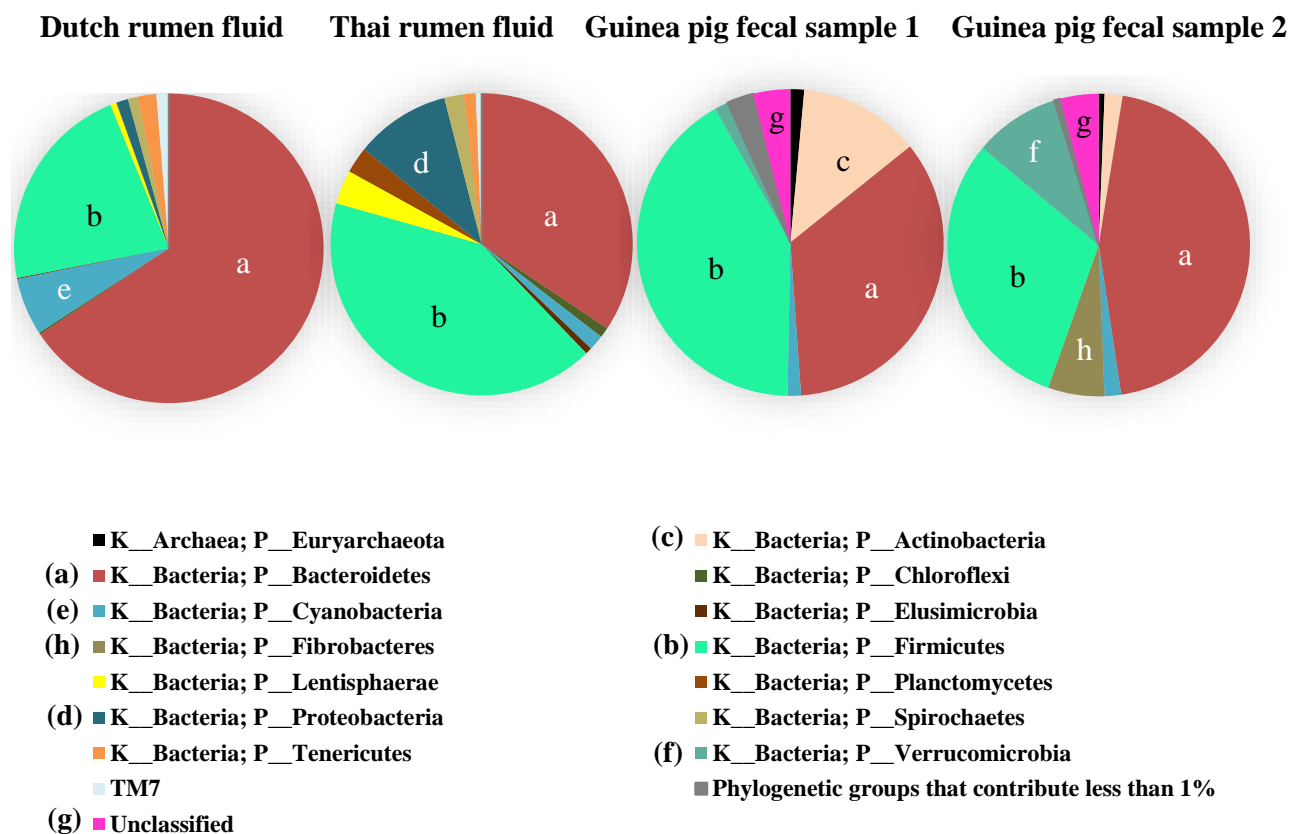 Dutch rumen fluid Thai rumen fluid Guinea pig fecal sample 1 Guinea pig fecal sample 2
b
e
a
d
a
b
g
c
b
a
g
f
a
b
h
K__Archaea; P__Euryarchaeota
(a) K__Bacteria; P__Bacteroidetes
(e) K__Bacteria; P__Cyanobacteria
(h) K__Bacteria; P__Fibrobacteres
K__Bacteria; P__Lentisphaerae
(d) K__Bacteria; P__Proteobacteria
K__Bacteria; P__Tenericutes
TM7
(g) Unclassified
(c) K__Bacteria; P__Actinobacteria
K__Bacteria; P__Chloroflexi
K__Bacteria; P__Elusimicrobia
(b) K__Bacteria; P__Firmicutes
K__Bacteria; P__Planctomycetes
K__Bacteria; P__Spirochaetes
(f) K__Bacteria; P__Verrucomicrobia
Phylogenetic groups that contribute less than 1%